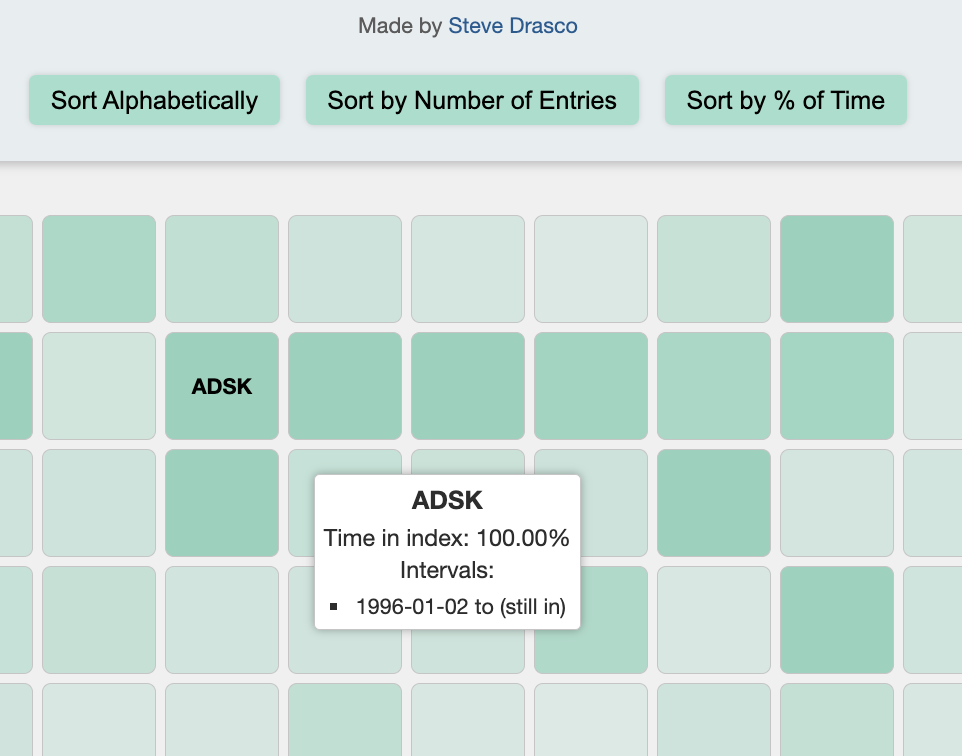 Made by Steve Drasco
Sort Alphabetically
Sort by Number of Entries
Sort by % of Time
ADSK
ADSK
Time in index: 100.00%
Intervals:
▪ 1996-01-02 to (still in)